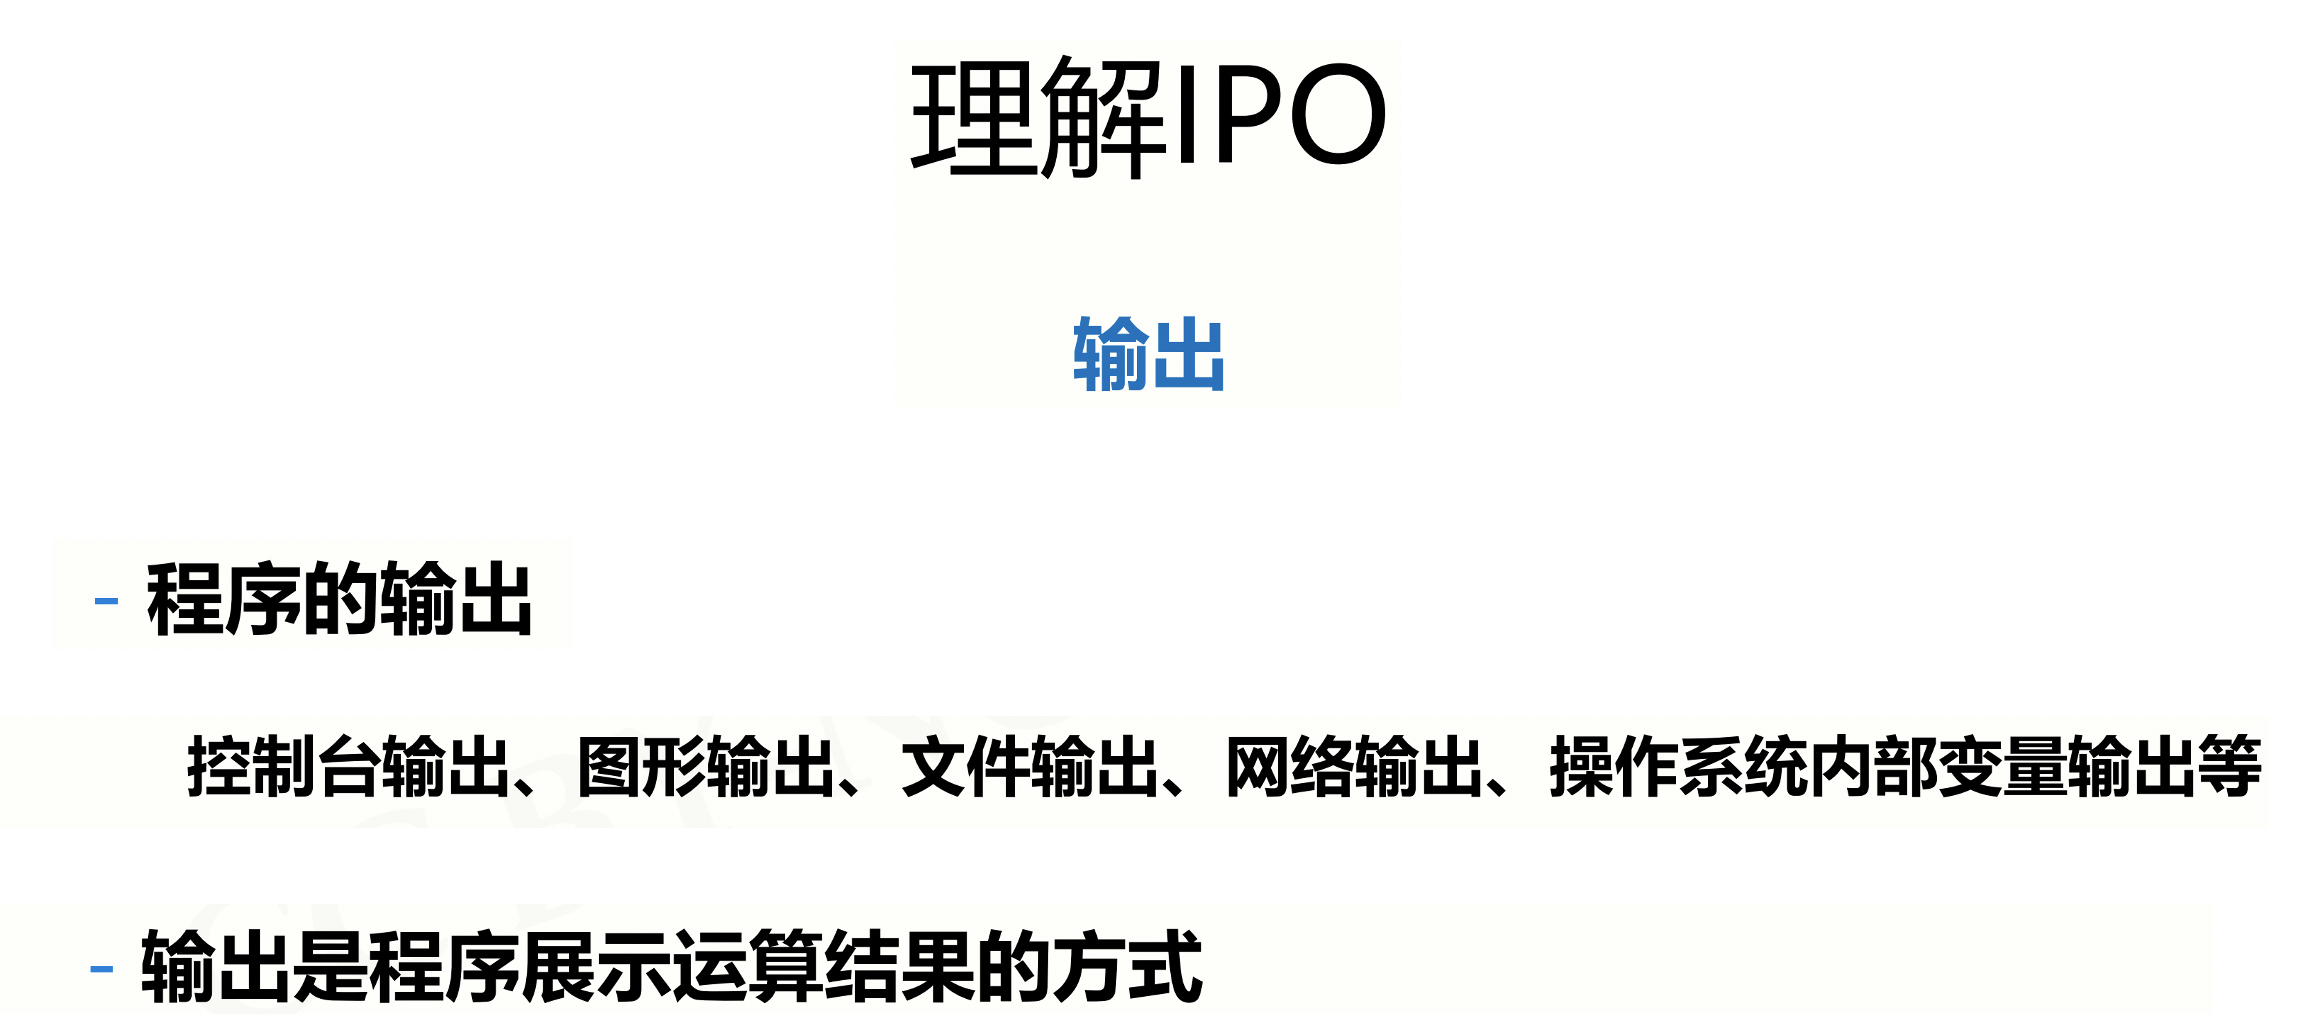 理解IPO
输出
- 程序的输出
控制台输出、图形输出、文件输出、网络输出、操作系统内部变量输出等
- 输出是程序展示运算结果的方式